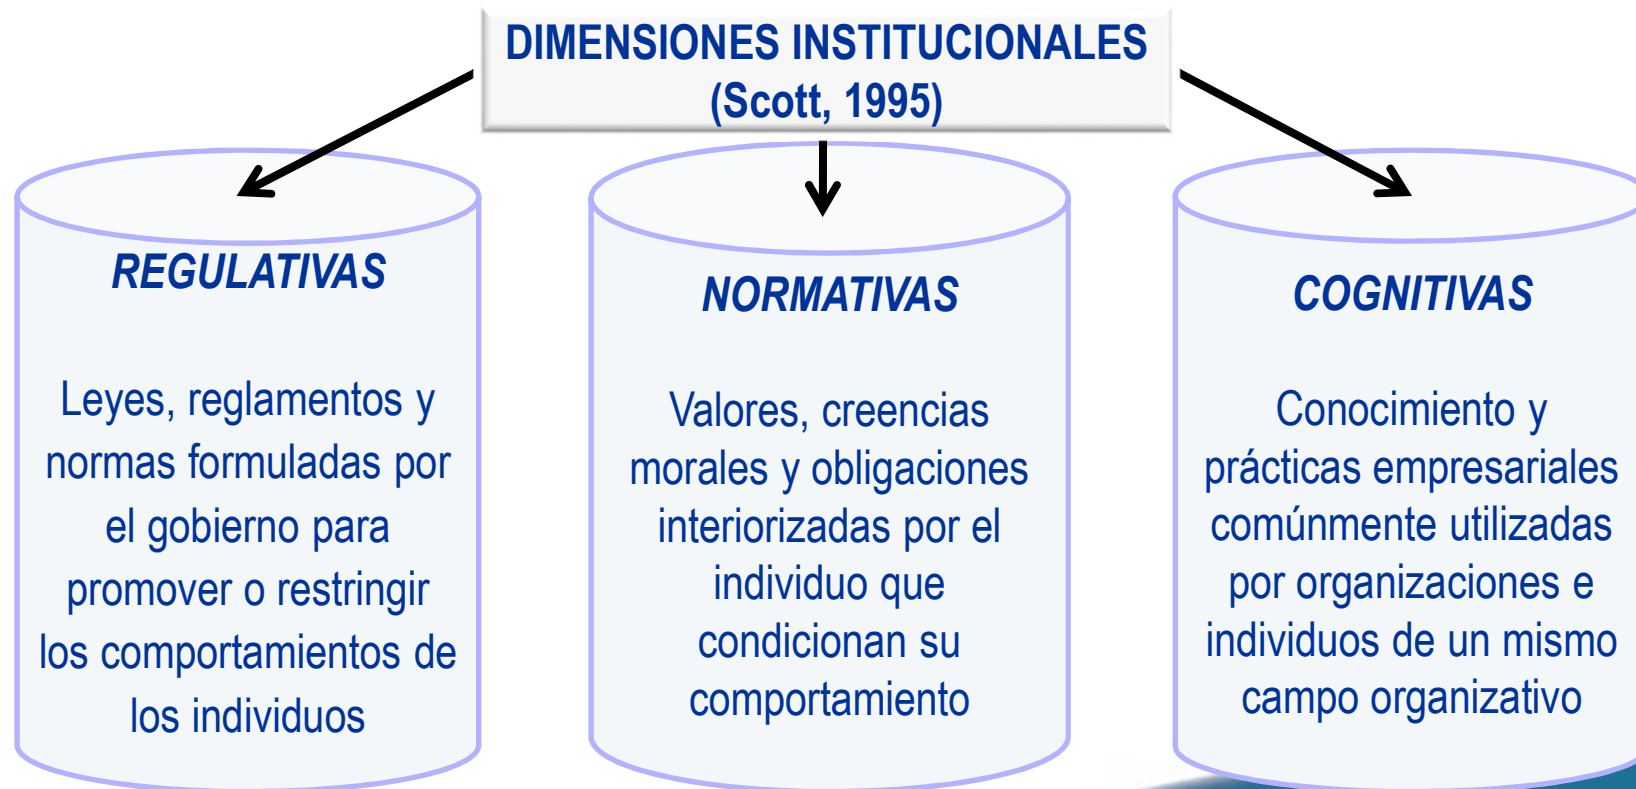 DIMENSIONES INSTITUCIONALES
(Scott, 1995)
REGULATIVAS
Leyes, reglamentos y
normas formuladas por
el gobierno para
promover o restringir
los comportamientos de
los individuos
NORMATIVAS
Valores, creencias
morales y obligaciones
interiorizadas por el
individuo que
condicionan su
comportamiento
COGNITIVAS
Conocimiento y
prácticas empresariales
comúnmente utilizadas
por organizaciones e
individuos de un mismo
campo organizativo